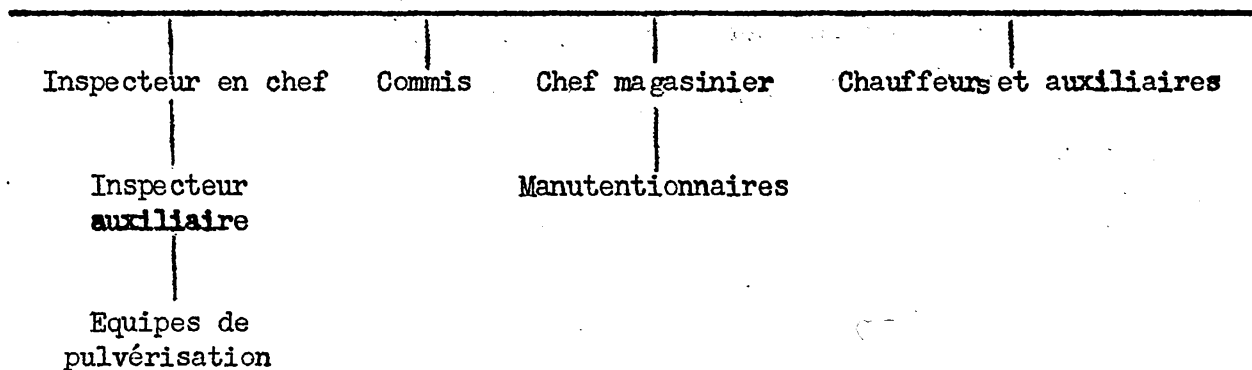 Inspecteur en chef Commis Chef magasinier Chauffeurs et auxiliaires
Inspecteur
auxiliaire
Manutentionnaires
Equipes de
pulvérisation